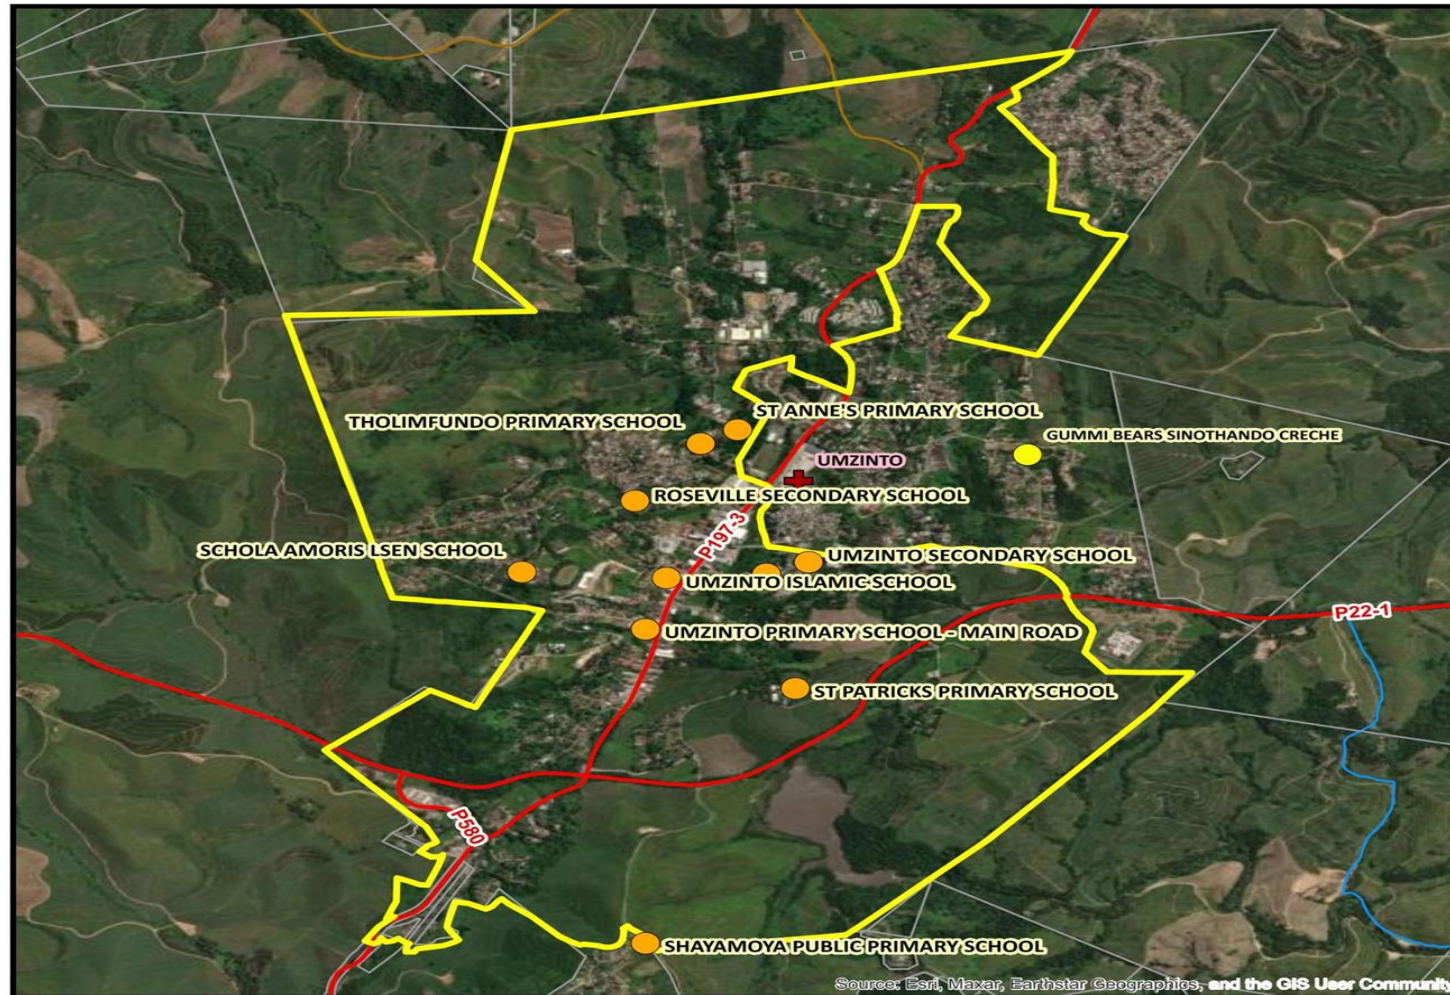 THOLIMFUNDO PRIMARY SCHOOL
ST ANNE'S PRIMARY SCHOOL
GUMMI BEARS SINOTHANDO CRECHE
UMZINTO
ROSEVILLE SECONDARY SCHOOL
P197-3
SCHOLA AMORIS LSEN SCHOOL
UMZINTO SECONDARY SCHOOL
UMZINTO ISLAMIC SCHOOL
P22-1
UMZINTO PRIMARY SCHOOL - MAIN ROAD
ST PATRICKS PRIMARY SCHOOL
P580
SHAYAMOYA PUBLIC PRIMARY SCHOOL
Source: Esri, Maxar, Earthstar Geographics, and the GIS User Community